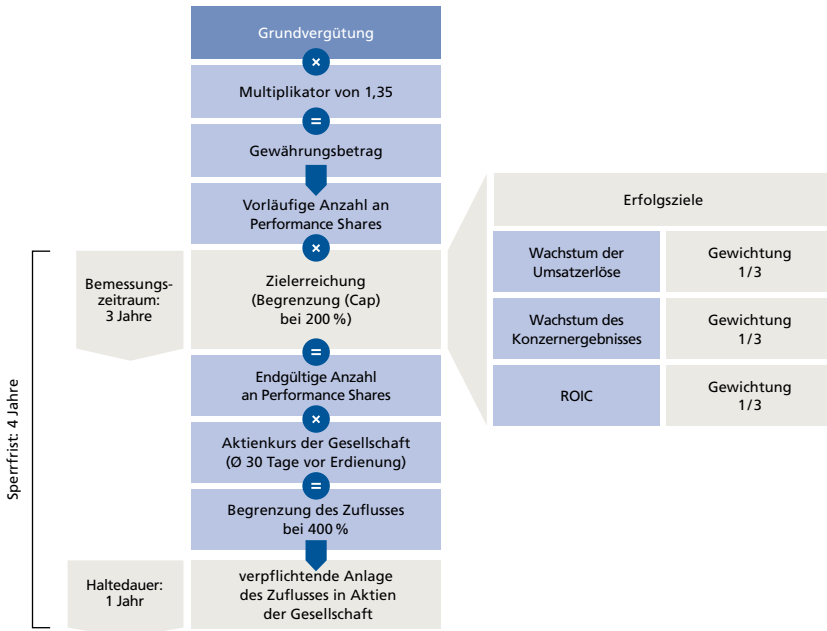 Grundvergütung
×
Multiplikator von 1,35
=
Gewährungsbetrag
Vorläufige Anzahl an
Performance Shares
×
Sperrfrist: 4 Jahre
Bemessungs-
zeitraum:
3 Jahre
Zielerreichung
(Begrenzung (Cap)
bei 200 %)
=
Endgültige Anzahl
an Performance Shares
×
Aktienkurs der Gesellschaft
(Ø 30 Tage vor Erdienung)
=
Begrenzung des Zuflusses
bei 400 %
Haltedauer:
1 Jahr
verpflichtende Anlage
des Zuflusses in Aktien
der Gesellschaft
Erfolgsziele
Wachstum der
Umsatzerlöse
Gewichtung
1/3
Wachstum des
Konzernergebnisses
Gewichtung
1/3
ROIC
Gewichtung
1/3